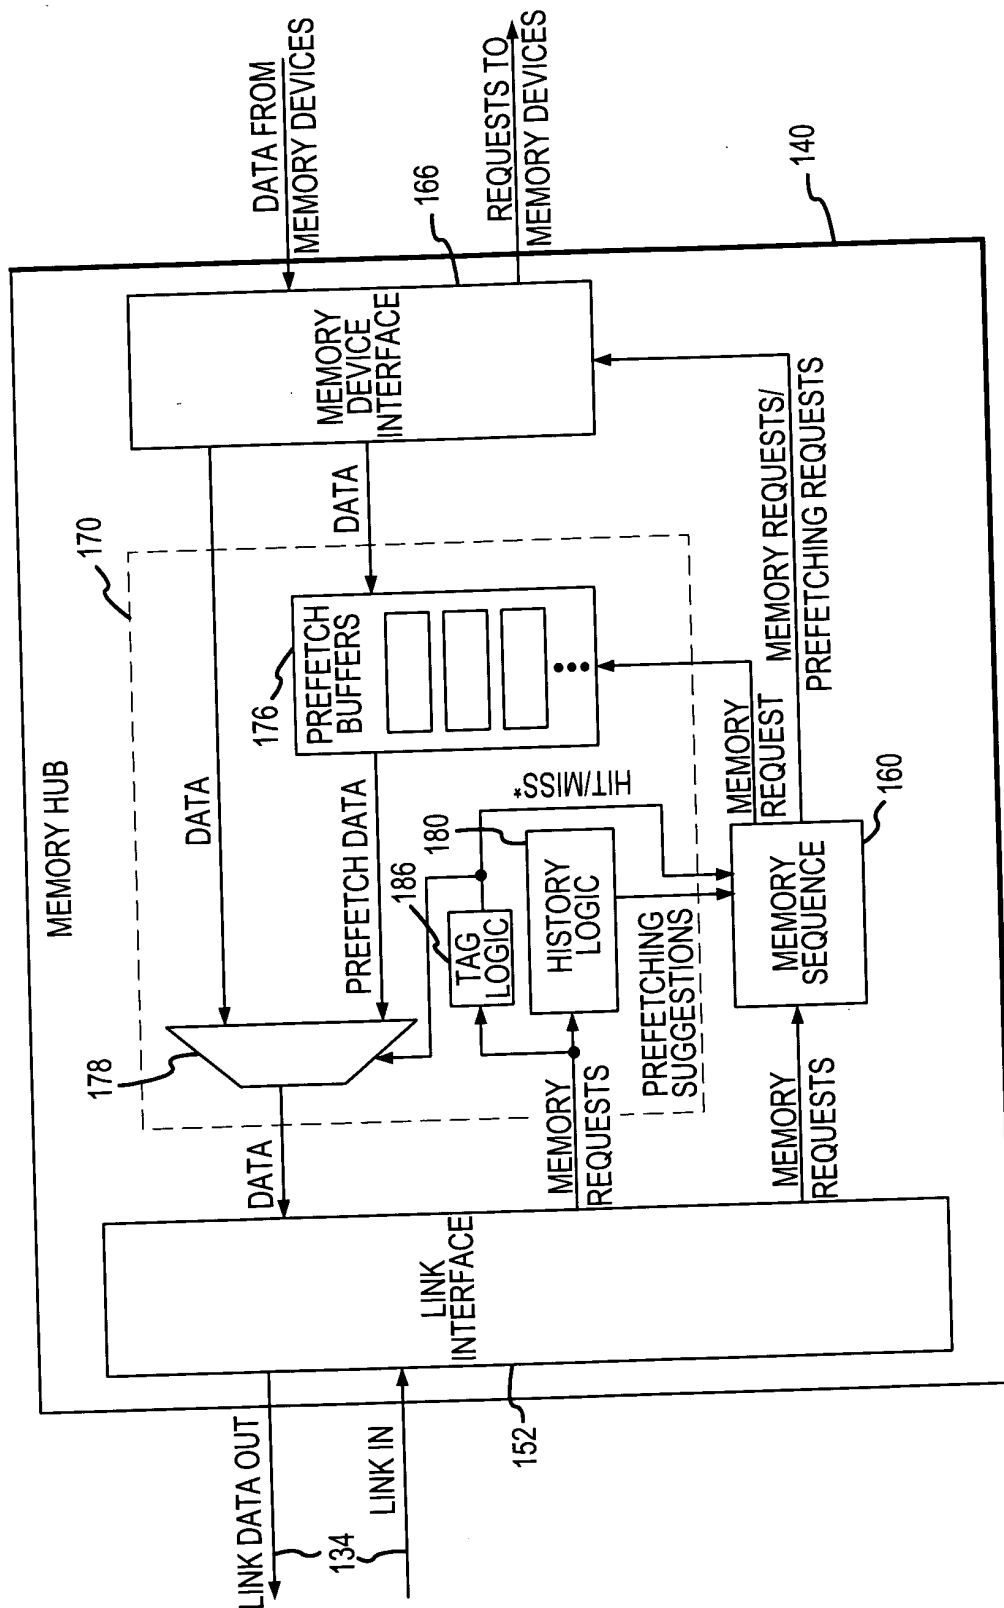 MEMORY HUB
140
LINK DATA OUT
134
LINK IN
LINK
INTERFACE
152
DATA
178
170
DATA
PREFETCH DATA
176
PREFETCH
BUFFERS
DATA
MEMORY
DEVICE
INTERFACE
166
DATA FROM
MEMORY DEVICES
REQUESTS TO
MEMORY DEVICES
186
TAG
LOGIC
HIT/MISS*
180
HISTORY
LOGIC
MEMORY
REQUESTS
PREFETCHING
SUGGESTIONS
MEMORY
REQUESTS
MEMORY
SEQUENCE
160
MEMORY
REQUEST
MEMORY REQUESTS/
PREFETCHING REQUESTS